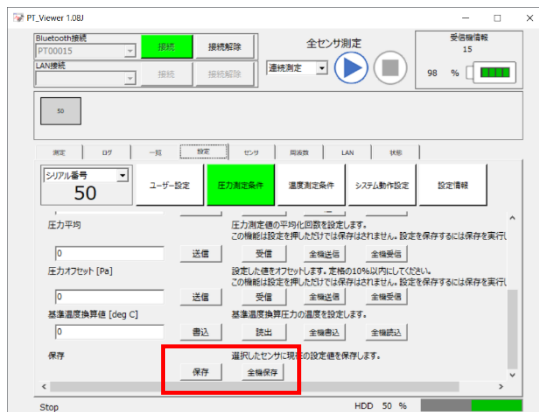 PT_Viewer 1.08J
Bluetooth接続
PT00015
接続
接続解除
LAN接続
接続
接続解除
全センサ測定
連続測定
受信機情報
15
98 %
50
測定 ログ 一覧 設定 センサ 周波数 LAN 状態
シリアル番号
50
ユーザー設定
圧力測定条件
温度測定条件
システム動作設定
設定情報
圧力平均
圧力測定値の平均化回数を設定します。
この機能は設定を押しただけでは保存はされません。設定を保存するには保存を実行し
0
送信
受信
全機送信
全機受信
圧力オフセット [Pa]
設定した値をオフセットします。定格の10%以内にしてください。
この機能は設定を押しただけでは保存はされません。設定を保存するには保存を実行し
0
送信
受信
全機送信
全機受信
基準温度換算値 [deg C]
基準温度換算圧力の温度を設定します。
0
書込
読出
全機書込
全機読込
保存
選択したセンサに現在の設定値を保存します。
保存
全機保存
Stop
HDD 50 %